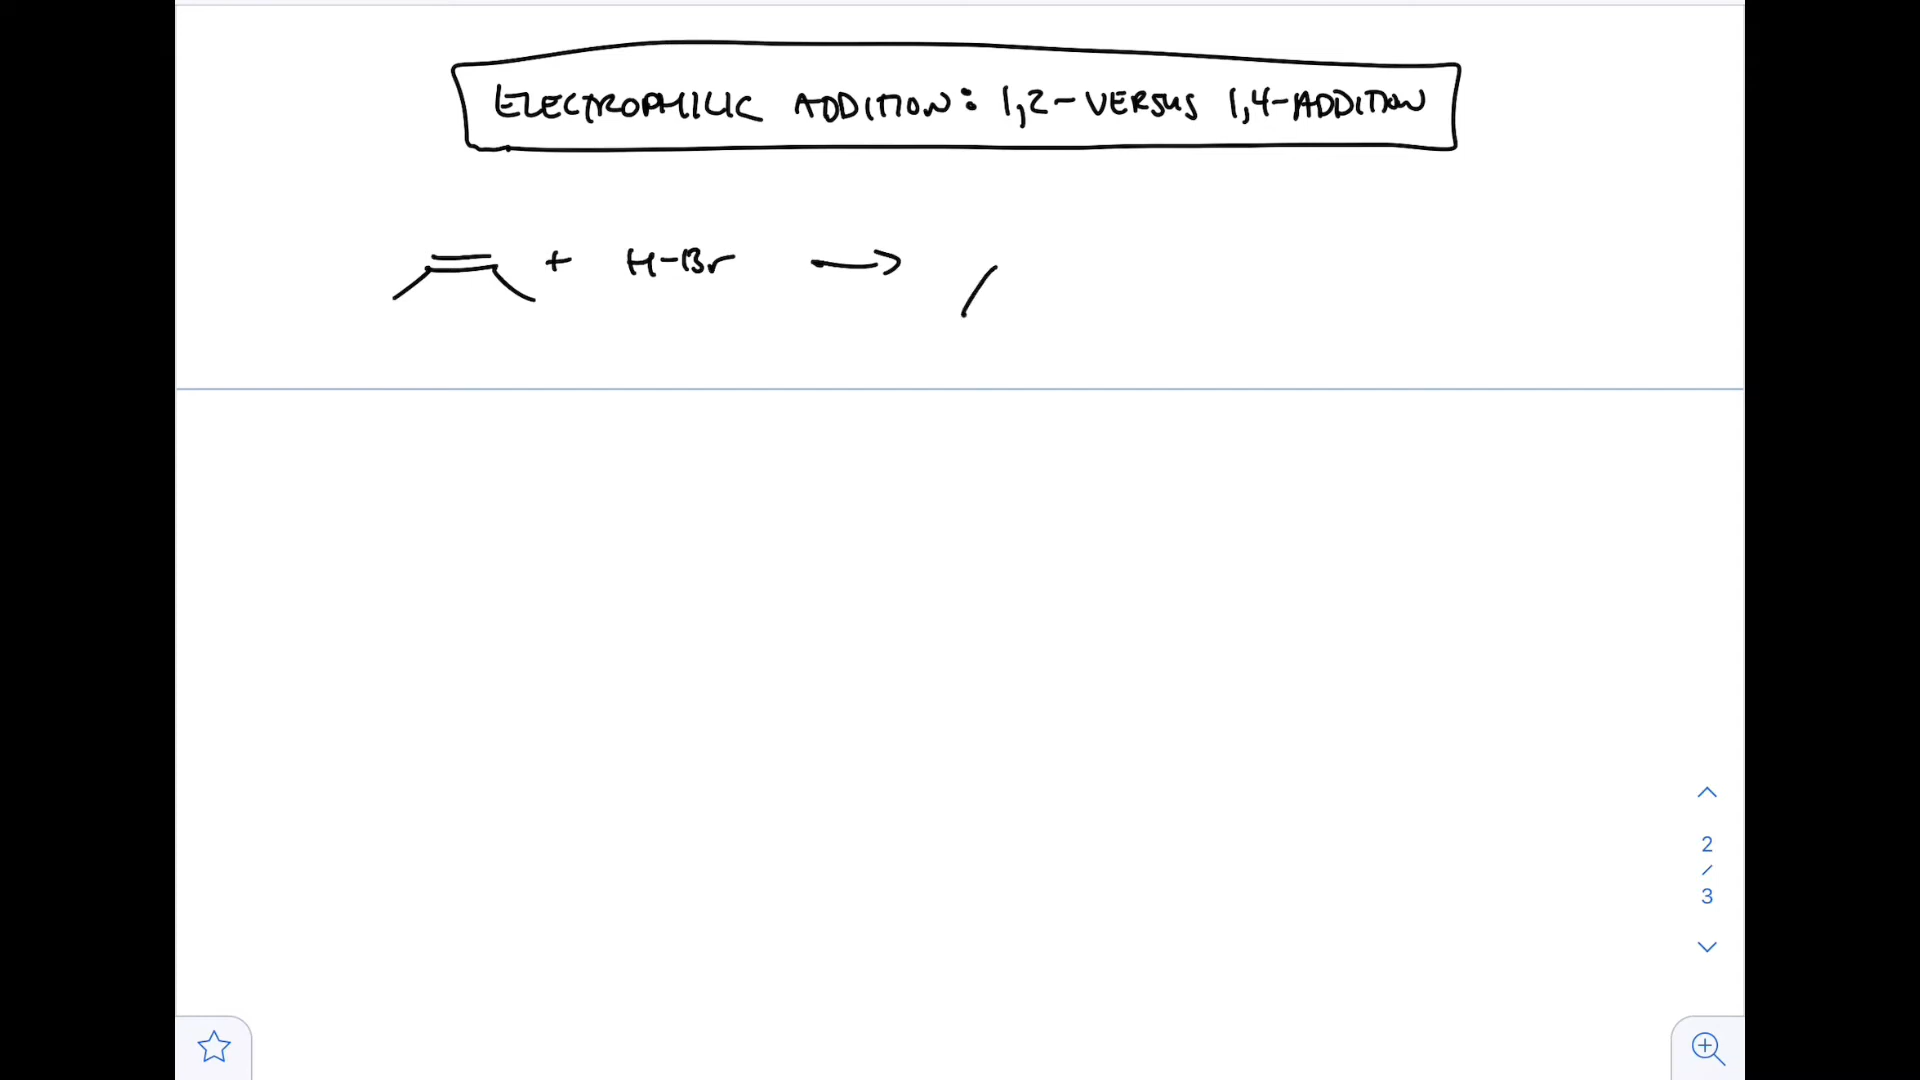 ELECTROPHILIC ADDITION: 1,2-VERSUS 1,4-ADDITION
+ H-Br
2
/
3